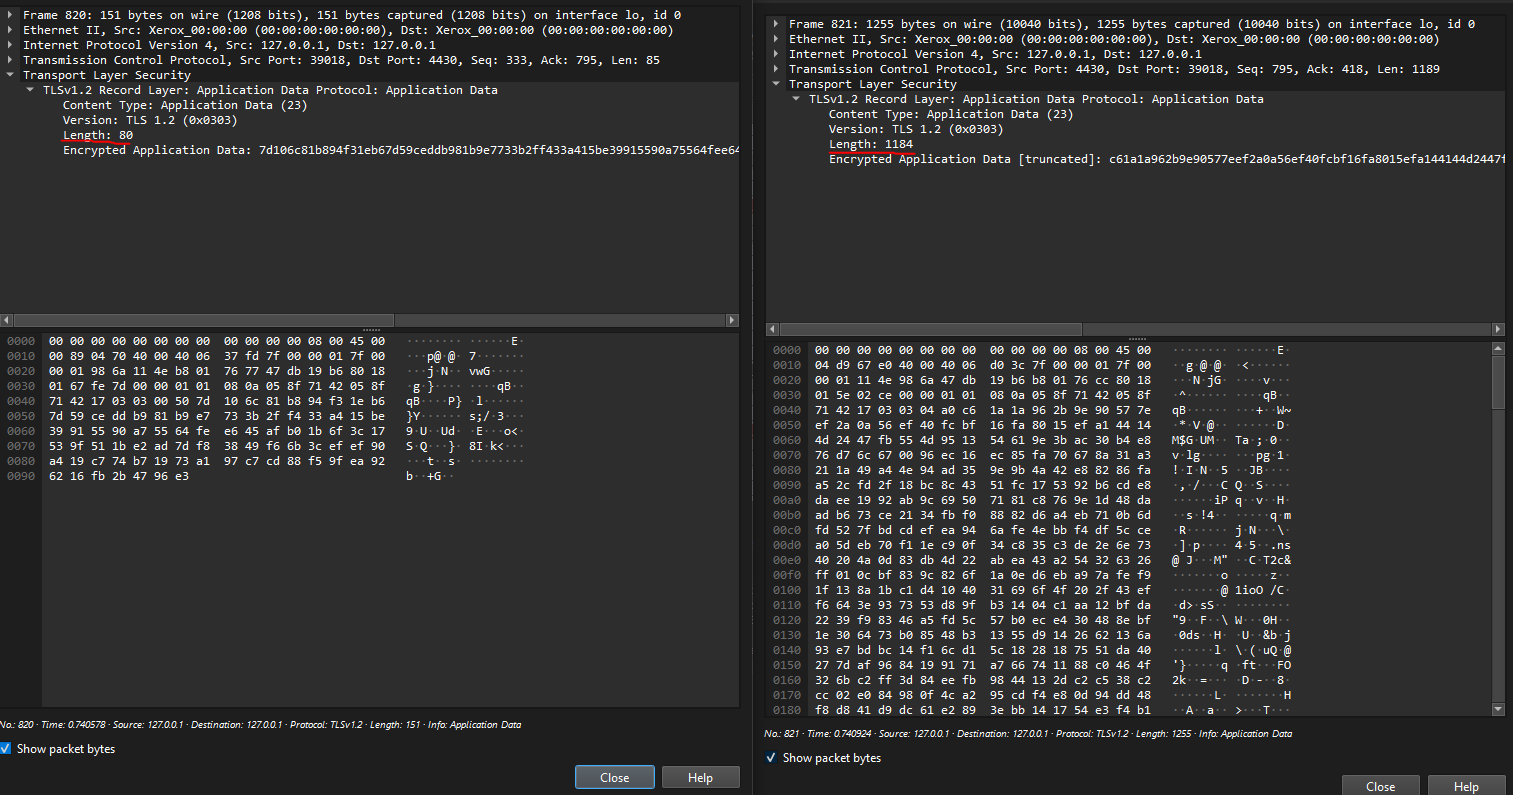 Frame 820: 151 bytes on wire (1208 bits), 151 bytes captured (1208 bits) on interface lo, id 0
Ethernet II, Src: Xerox_00:00:00 (00:00:00:00:00:00), Dst: Xerox_00:00:00 (00:00:00:00:00:00)
Internet Protocol Version 4, Src: 127.0.0.1, Dst: 127.0.0.1
Transmission Control Protocol, Src Port: 39018, Dst Port: 4430, Seq: 333, Ack: 795, Len: 85
Transport Layer Security
TLSv1.2 Record Layer: Application Data Protocol: Application Data
Content Type: Application Data (23)
Version: TLS 1.2 (0x0303)
Length: 80
Encrypted Application Data: 7d106c81b894f31eb67d59ceddb981b9e7733b2ff433a415be39915590a75564fee64
0000 00 00 00 00 00 00 00 00 00 00 00 00 08 00 45 00
0010 00 89 04 70 40 00 40 06 37 fd 7f 00 00 01 7f 00
0020 00 01 98 6a 11 4e b8 01 76 77 47 db 19 b6 80 18
0030 01 67 fe 7d 00 00 01 01 08 0a 05 8f 71 42 05 8f
0040 71 42 17 03 03 00 50 7d 10 6c 81 b8 94 f3 1e b6
0050 7d 59 ce dd b9 81 b9 e7 73 3b 2f f4 33 a4 15 be
0060 39 91 55 90 a7 55 64 fe e6 45 af b0 1b 6f 3c 17
0070 53 9f 51 1b e2 ad 7d f8 38 49 f6 6b 3c ef ef 90
0080 a4 19 c7 74 b7 19 73 a1 97 c7 cd 88 f5 9f ea 92
0090 62 16 fb 2b 47 96 e3
No.: 820 · Time: 0.740578 · Source: 127.0.0.1 · Destination: 127.0.0.1 · Protocol: TLSv1.2 · Length: 151 · Info: Application Data
Show packet bytes
Close
Help
Frame 821: 1255 bytes on wire (10040 bits), 1255 bytes captured (10040 bits) on interface lo, id 0
Ethernet II, Src: Xerox_00:00:00 (00:00:00:00:00:00), Dst: Xerox_00:00:00 (00:00:00:00:00:00)
Internet Protocol Version 4, Src: 127.0.0.1, Dst: 127.0.0.1
Transmission Control Protocol, Src Port: 4430, Dst Port: 39018, Seq: 795, Ack: 418, Len: 1189
Transport Layer Security
TLSv1.2 Record Layer: Application Data Protocol: Application Data
Content Type: Application Data (23)
Version: TLS 1.2 (0x0303)
Length: 1184
Encrypted Application Data [truncated]: c61a1a962b9e90577eef2a0a56ef40fcbf16fa8015efa144144d2447f
0000 00 00 00 00 00 00 00 00 00 00 00 00 08 00 45 00
0010 04 d9 67 e0 40 00 40 06 d0 3c 7f 00 00 01 7f 00
0020 00 01 11 4e 98 6a 47 db 19 b6 b8 01 76 cc 80 18
0030 01 5e 02 ce 00 00 01 01 08 0a 05 8f 71 42 05 8f
0040 71 42 17 03 03 04 a0 c6 1a 1a 96 2b 9e 90 57 7e
0050 ef 2a 0a 56 ef 40 fc bf 16 fa 80 15 ef a1 44 14
0060 4d 24 47 fb 55 4d 95 13 54 61 9e 3b ac 30 b4 e8
0070 76 d7 6c 67 00 96 ec 16 ec 85 fa 70 67 8a 31 a3
0080 21 1a 49 a4 4e 94 ad 35 9e 9b 4a 42 e8 82 86 fa
0090 a5 2c fd 2f 18 bc 8c 43 51 fc 17 53 92 b6 cd e8
00a0 da ee 19 92 ab 9c 69 50 71 81 c8 76 9e 1d 48 da
00b0 ad b6 73 ce 21 34 fb f0 88 82 d6 a4 eb 71 0b 6d
00c0 fd 52 7f bd cd ef ea 94 6a fe 4e bb f4 df 5c ce
00d0 a0 5d eb 70 f1 1e c9 0f 34 c8 35 c3 de 2e 6e 73
00e0 40 20 4a 0d 83 db 4d 22 ab ea 43 a2 54 32 63 26
00f0 ff 01 0c bf 83 9c 82 6f 1a 0e d6 eb a9 7a fe f9
0100 1f 13 8a 1b c1 d4 10 40 31 69 6f 4f 20 2f 43 ef
0110 f6 64 3e 93 73 53 d8 9f b3 14 04 c1 aa 12 bf da
0120 22 39 f9 83 46 a5 fd 5c 57 b0 ec e4 30 48 8e bf
0130 1e 30 64 73 b0 85 48 b3 13 55 d9 14 26 62 13 6a
0140 93 e7 bd bc 14 f1 6c d1 5c 18 28 18 75 51 da 40
0150 27 7d af 96 84 19 91 71 a7 66 74 11 88 c0 46 4f
0160 32 6b c2 ff 3d 84 ee fb 98 44 13 2d c2 c5 38 c2
0170 cc 02 e0 84 98 0f 4c a2 95 cd f4 e8 0d 94 dd 48
0180 f8 d8 41 d9 dc 61 e2 89 3e bb 14 17 54 e3 f4 b1
No.: 821 · Time: 0.740924 · Source: 127.0.0.1 · Destination: 127.0.0.1 · Protocol: TLSv1.2 · Length: 1255 · Info: Application Data
Show packet bytes
Close
Help